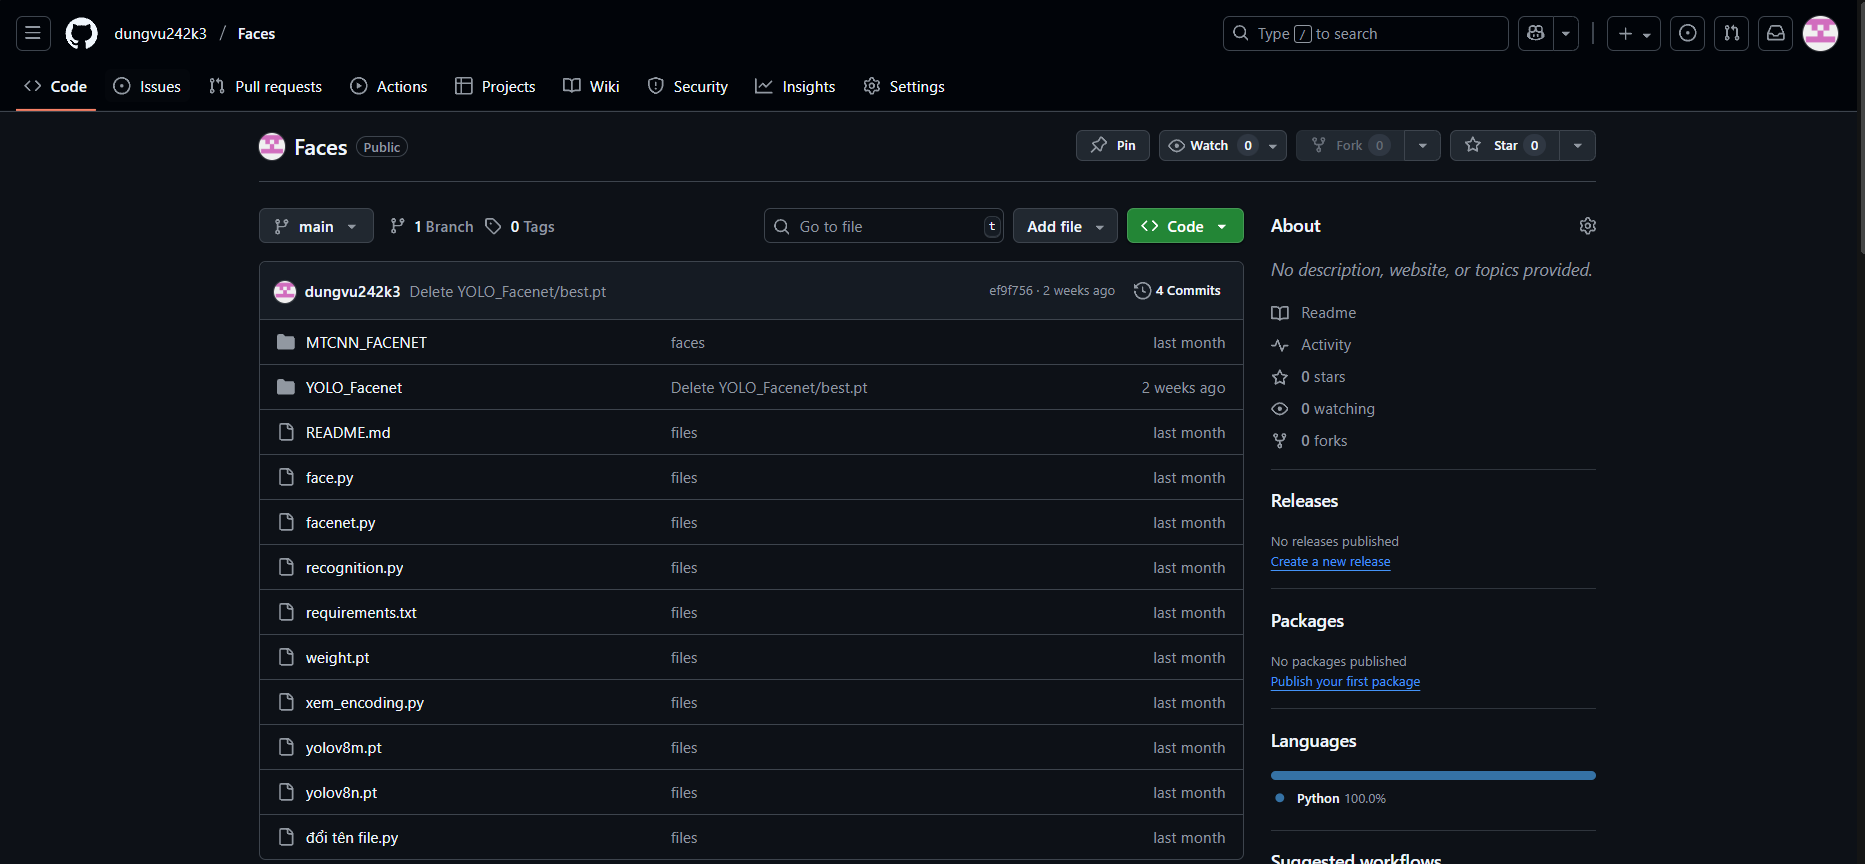 dungvu242k3 / Faces
Type / to search
Code Issues Pull requests Actions Projects Wiki Security Insights Settings
Faces Public
Pin Watch 0 Fork 0 Star 0
main 1 Branch 0 Tags Go to file t Add file Code
dungvu242k3 Delete YOLO_Facenet/best.pt ef9f756 · 2 weeks ago 4 Commits
MTCNN_FACENET faces last month
YOLO_Facenet Delete YOLO_Facenet/best.pt 2 weeks ago
README.md files last month
face.py files last month
facenet.py files last month
recognition.py files last month
requirements.txt files last month
weight.pt files last month
xem_encoding.py files last month
yolov8m.pt files last month
yolov8n.pt files last month
đổi tên file.py files last month
About
No description, website, or topics provided.
Readme
Activity
0 stars
0 watching
0 forks
Releases
No releases published
Create a new release
Packages
No packages published
Publish your first package
Languages
Python 100.0%
Suggested workflows